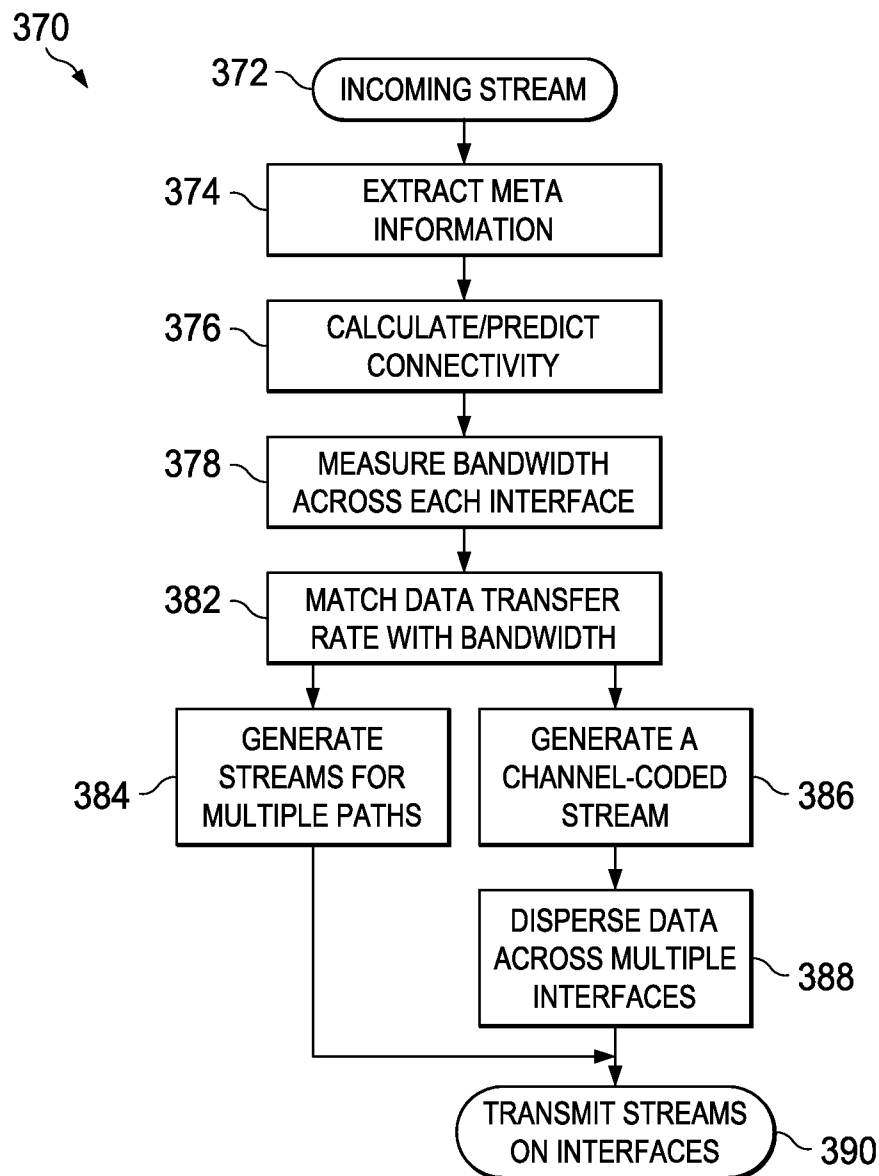 370
372
INCOMING STREAM
374
EXTRACT META
INFORMATION
376
CALCULATE/PREDICT
CONNECTIVITY
378
MEASURE BANDWIDTH
ACROSS EACH INTERFACE
382
MATCH DATA TRANSFER
RATE WITH BANDWIDTH
384
GENERATE
STREAMS FOR
MULTIPLE PATHS
GENERATE A
CHANNEL-CODED
STREAM
386
DISPERSE DATA
ACROSS MULTIPLE
INTERFACES
388
TRANSMIT STREAMS
ON INTERFACES
390